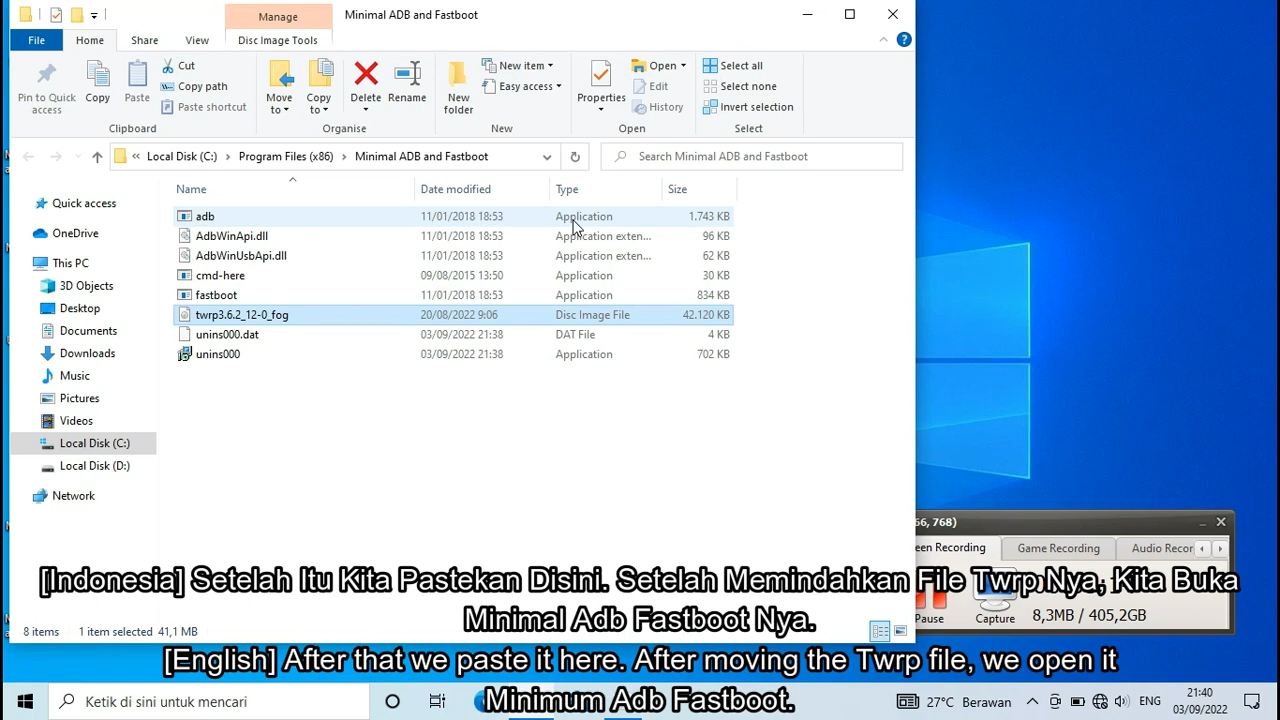 Manage
Minimal ADB and Fastboot
File
Home
Share
View
Disc Image Tools
Pin to Quick access
Copy
Paste
Cut
Copy path
Paste shortcut
Move to
Copy to
Delete
Rename
New folder
New item
Easy access
Properties
Open
Edit
History
Select all
Select none
Invert selection
Clipboard
Organise
New
Open
Select
« Local Disk (C:) › Program Files (x86) › Minimal ADB and Fastboot
Search Minimal ADB and Fastboot
Name Date modified Type Size
adb 11/01/2018 18:53 Application 1.743 KB
AdbWinApi.dll 11/01/2018 18:53 Application exten... 96 KB
AdbWinUsbApi.dll 11/01/2018 18:53 Application exten... 62 KB
cmd-here 09/08/2015 13:50 Application 30 KB
fastboot 11/01/2018 18:53 Application 834 KB
twrp3.6.2_12-0_fog 20/08/2022 9:06 Disc Image File 42.120 KB
unins000.dat 03/09/2022 21:38 DAT File 4 KB
unins000 03/09/2022 21:38 Application 702 KB
Quick access
OneDrive
This PC
3D Objects
Desktop
Documents
Downloads
Music
Pictures
Videos
Local Disk (C:)
Local Disk (D:)
Network
66, 768)
een Recording
Game Recording
Audio Recor
Pause
Capture
8,3MB / 405,2GB
[Indonesia] Setelah Itu Kita Pastekan Disini. Setelah Memindahkan File Twrp Nya, Kita Buka
Minimal Adb Fastboot Nya.
8 items 1 item selected 41,1 MB
[English] After that we paste it here. After moving the Twrp file, we open it
Minimum Adb Fastboot.
Ketik di sini untuk mencari
27°C Berawan
ENG
21:40
03/09/2022